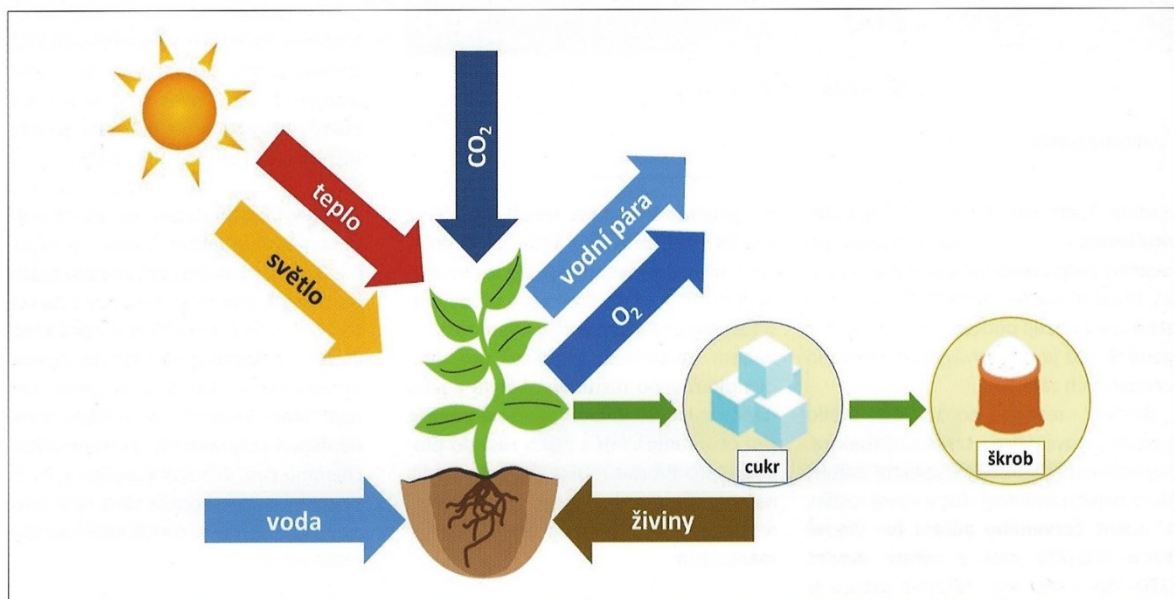 CO₂
teplo
světlo
vodní pára
O₂
cukr
škrob
voda
živiny